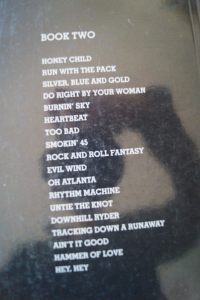 BOOK TWO
HONEY CHILD
RUN WITH THE PACK
SILVER, BLUE AND GOLD
DO RIGHT BY YOUR WOMAN
BURNIN' SKY
HEARTBEAT
TOO BAD
SMOKIN' 45
ROCK AND ROLL FANTASY
EVIL WIND
OH ATLANTA
RHYTHM MACHINE
UNTIE THE KNOT
DOWNHILL RYDER
TRACKING DOWN A RUNAWAY
AIN'T IT GOOD
HAMMER OF LOVE
HEY, HEY